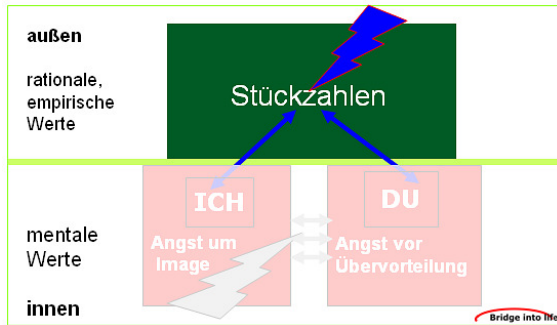 außen
rationale,
empirische
Werte
Stückzahlen
ICH
Angst um
Image
DU
Angst vor
Übervorteilung
mentale
Werte
innen
Bridge into life